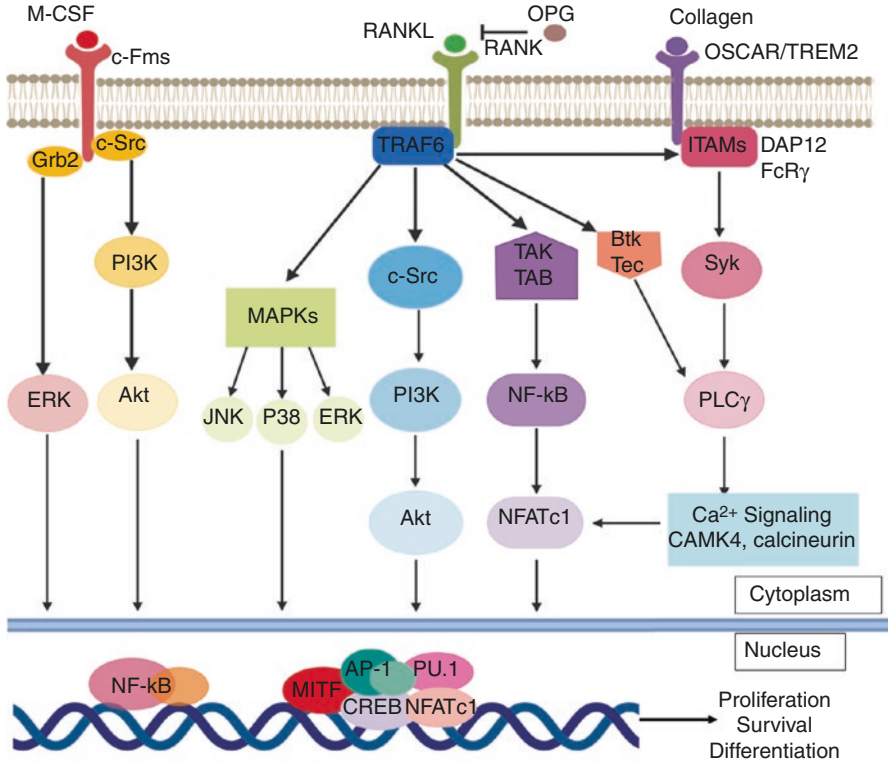 M-CSF
c-Fms
RANKL
OPG
RANK
Collagen
OSCAR/TREM2
Grb2
c-Src
TRAF6
ITAMs
DAP12
FcRγ
PI3K
MAPKs
c-Src
TAK
TAB
Btk
Tec
Syk
ERK
Akt
JNK
P38
ERK
PI3K
NF-kB
PLCγ
Akt
NFATc1
Ca²⁺ Signaling
CAMK4, calcineurin
Cytoplasm
Nucleus
NF-kB
MITF
AP-1
PU.1
CREB
NFATc1
Proliferation
Survival
Differentiation